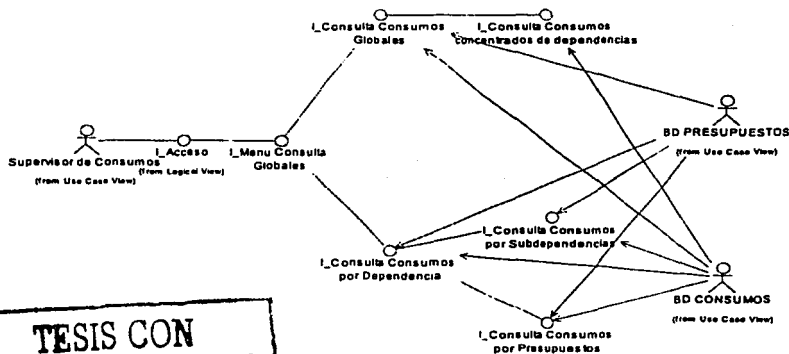 I_Consulta Consumos
Globales
I_Consulta Consumos
concentrados de dependencias
BD PRESUPUESTOS
(from Use Case View)
Supervisor de Consumos
(from Use Case View)
I_Acceso
(from Logical View)
I_Menu Consulta
Globales
I_Consulta Consumos
por Subdependencias
I_Consulta Consumos
por Dependencia
BD CONSUMOS
(from Use Case View)
I_Consulta Consumos
por Presupuestos
TESIS CON